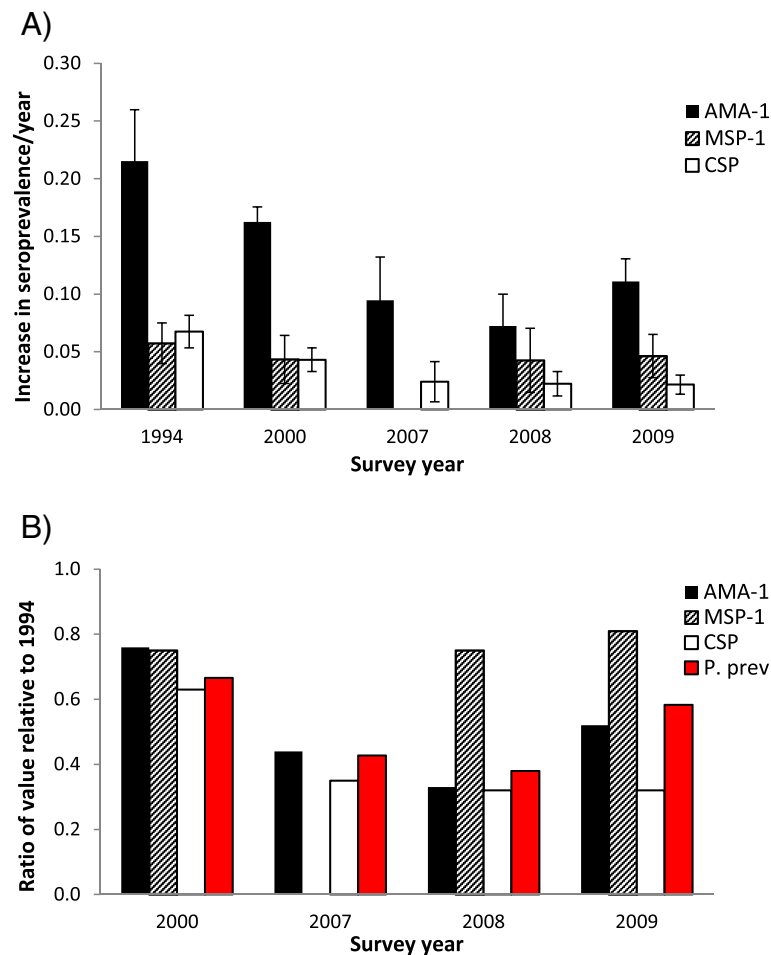 A)
Increase in seroprevalence/year
0.30
0.25
0.20
0.15
0.10
0.05
0.00
AMA-1
MSP-1
CSP
1994 2000 2007 2008 2009
Survey year
B)
Ratio of value relative to 1994
1.0
0.8
0.6
0.4
0.2
0.0
AMA-1
MSP-1
CSP
P. prev
2000 2007 2008 2009
Survey year